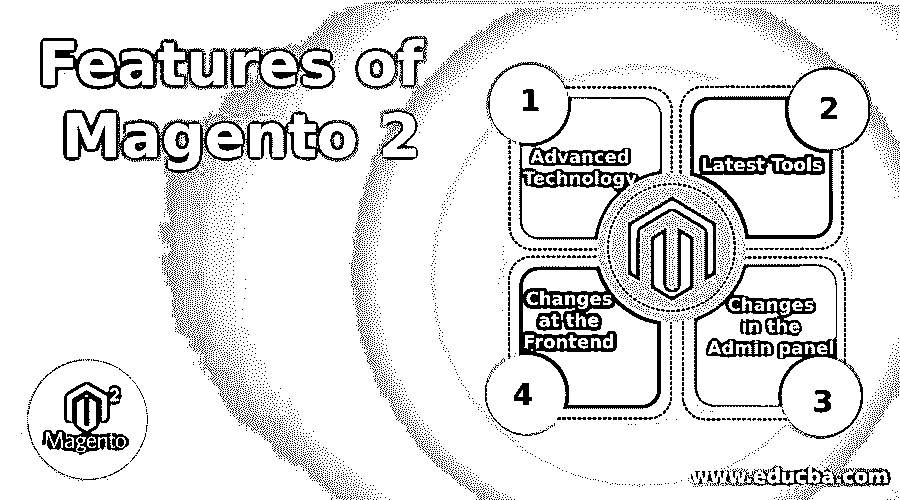 Features of
Magento 2
1
Advanced
Technology
2
Latest Tools
Changes
at the
Frontend
4
Changes
in the
Admin panel
3
2
Magento
www.educba.com